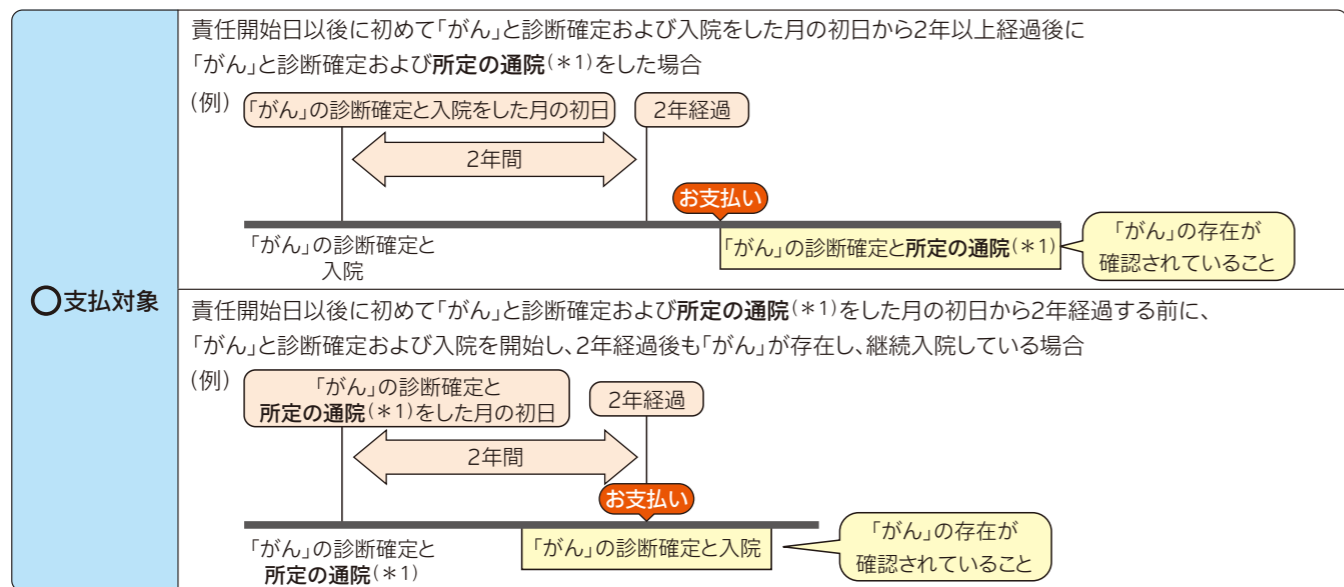 責任開始日以後に初めて「がん」と診断確定および入院をした月の初日から2年以上経過後に
「がん」と診断確定および所定の通院(＊1)をした場合
(例)
「がん」の診断確定と入院をした月の初日
2年経過
2年間
お支払い
「がん」の診断確定と
入院
「がん」の診断確定と所定の通院(＊1)
「がん」の存在が
確認されていること
○支払対象
責任開始日以後に初めて「がん」と診断確定および所定の通院(＊1)をした月の初日から2年経過する前に、
「がん」と診断確定および入院を開始し、2年経過後も「がん」が存在し、継続入院している場合
(例)
「がん」の診断確定と
所定の通院(＊1)をした月の初日
2年経過
2年間
お支払い
「がん」の診断確定と
所定の通院(＊1)
「がん」の診断確定と入院
「がん」の存在が
確認されていること